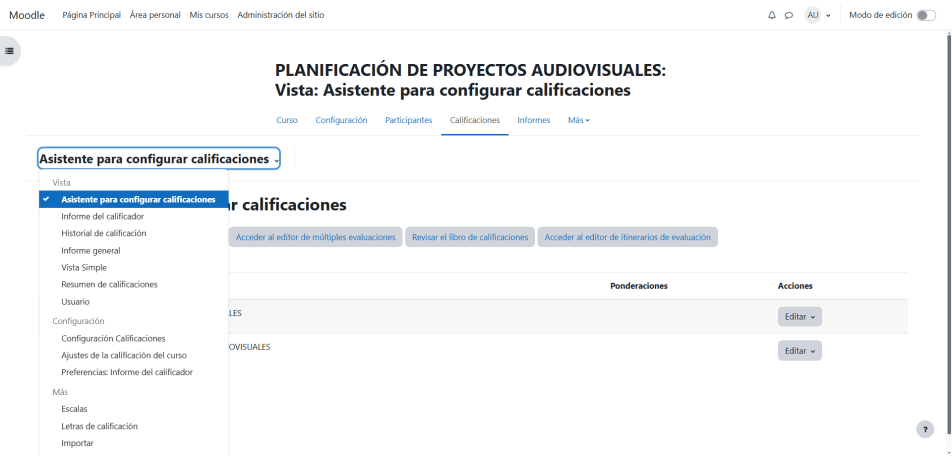 Moodle Página Principal Área personal Mis cursos Administración del sitio AU Modo de edición
PLANIFICACIÓN DE PROYECTOS AUDIOVISUALES:
Vista: Asistente para configurar calificaciones
Curso Configuración Participantes Calificaciones Informes Más
Asistente para configurar calificaciones
Vista
Asistente para configurar calificaciones
Informe del calificador
Historial de calificación
Informe general
Vista Simple
Resumen de calificaciones
Usuario
Configuración
Configuración Calificaciones
Ajustes de la calificación del curso
Preferencias: Informe del calificador
Más
Escalas
Letras de calificación
Importar
r calificaciones
Acceder al editor de múltiples evaluaciones Revisar el libro de calificaciones Acceder al editor de itinerarios de evaluación
Ponderaciones Acciones
LES Editar
OVISUALES Editar
?